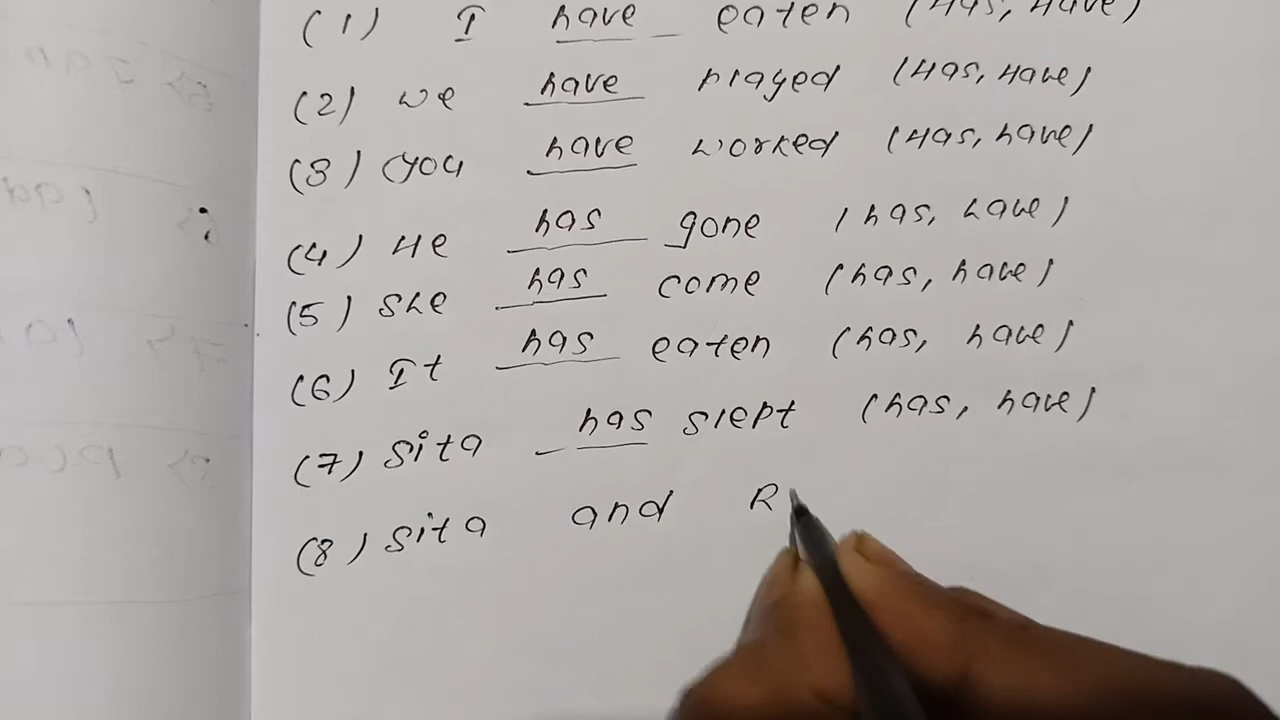 (1) I have eaten (Has, Have)
(2) We have played (Has, Have)
(3) You have worked (Has, have)
(4) He has gone (has, have)
(5) She has come (has, have)
(6) It has eaten (has, have)
(7) Sita has slept (has, have)
(8) Sita and R